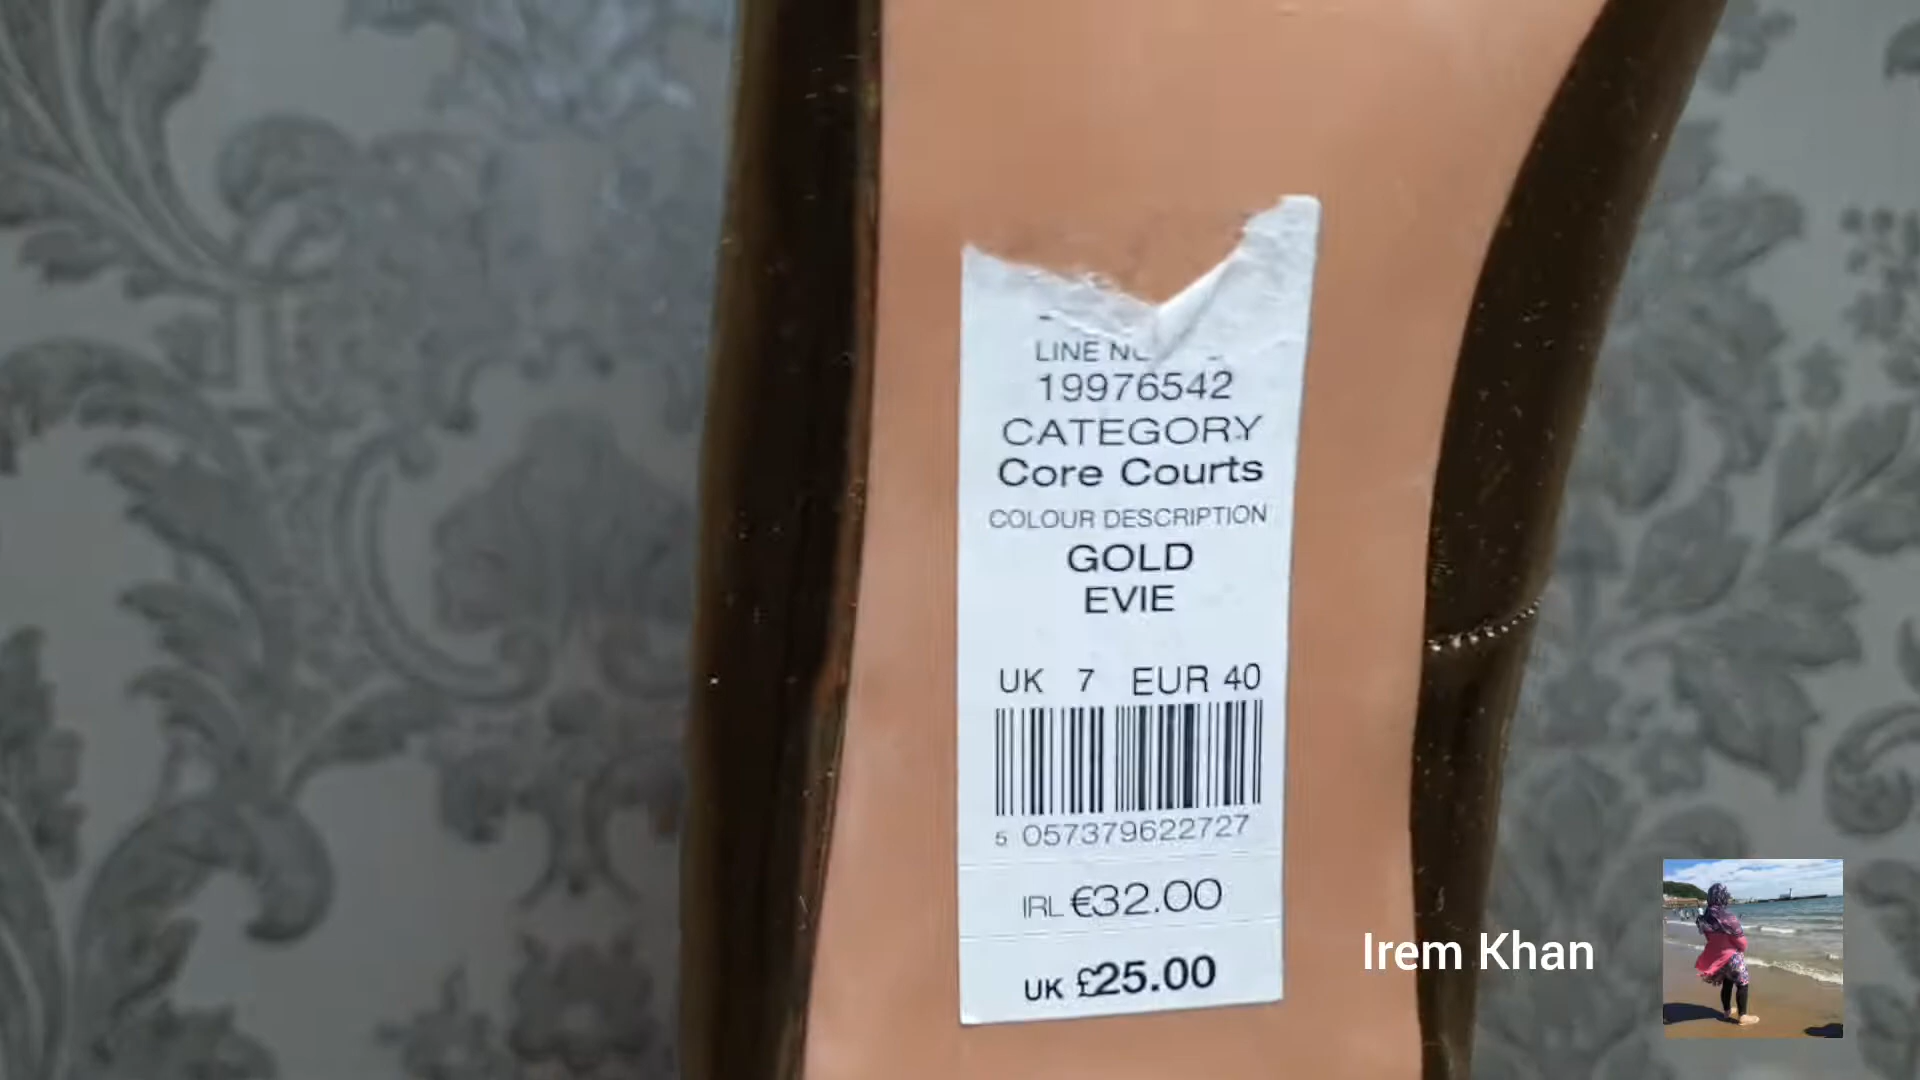 LINE
19976542
CATEGORY
Core Courts
COLOUR DESCRIPTION
GOLD
EVIE
UK 7 EUR 40
5 057379622727
IRL €32.00
UK £25.00
Irem Khan